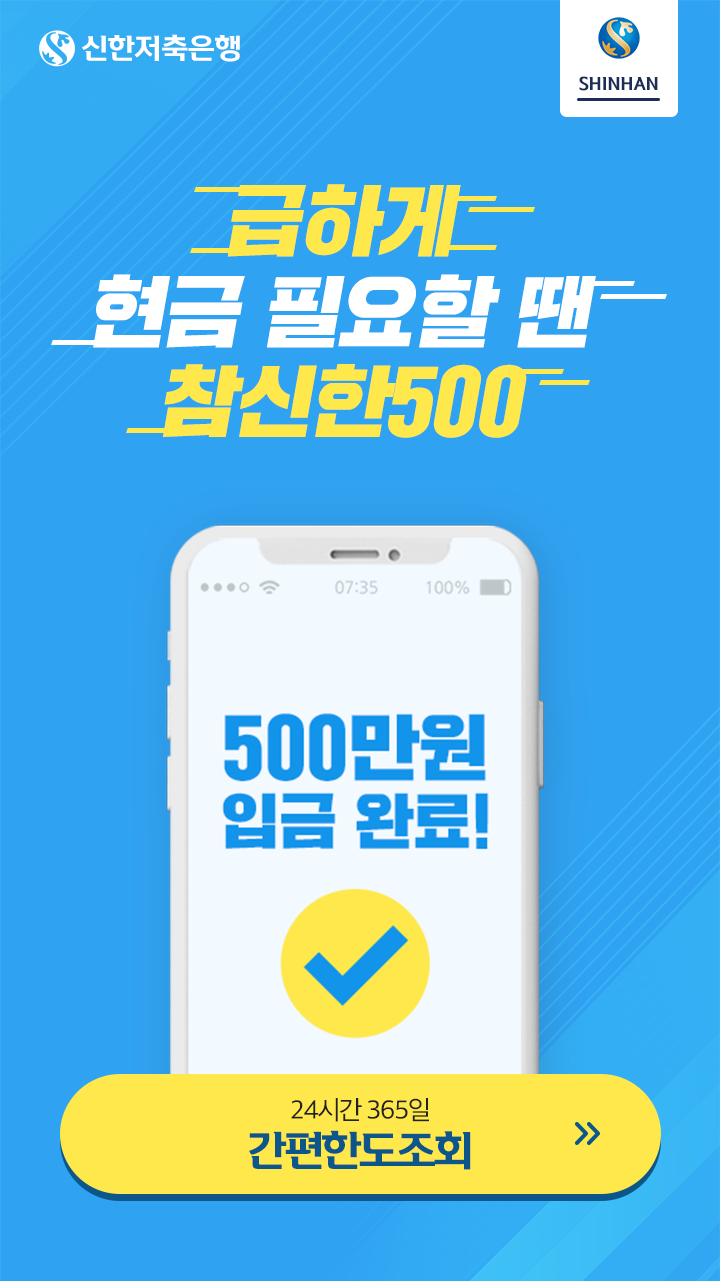 신한저축은행
SHINHAN
급하게
현금 필요할 땐
참신한500
07:35 100%
500만원
입금 완료!
24시간 365일
간편한도조회